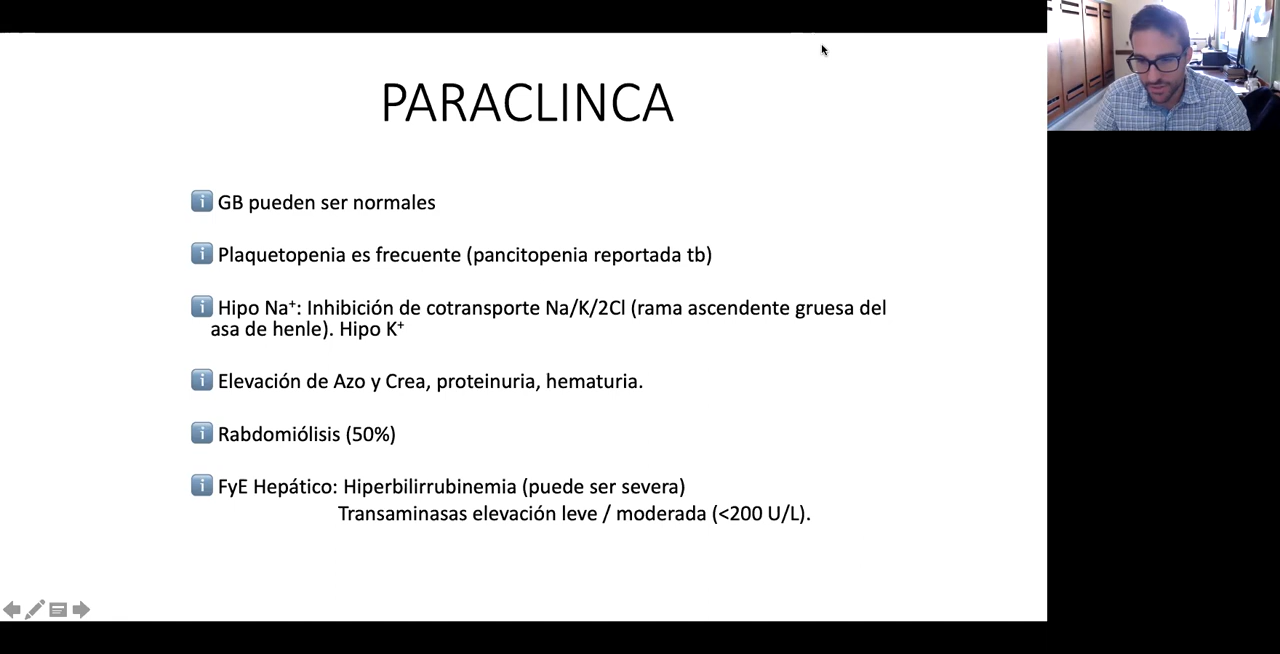 PARACLINCA
ℹ️ GB pueden ser normales
ℹ️ Plaquetopenia es frecuente (pancitopenia reportada tb)
ℹ️ Hipo Na⁺: Inhibición de cotransporte Na/K/2Cl (rama ascendente gruesa del
asa de henle). Hipo K⁺
ℹ️ Elevación de Azo y Crea, proteinuria, hematuria.
ℹ️ Rabdomiólisis (50%)
ℹ️ FyE Hepático: Hiperbilirrubinemia (puede ser severa)
Transaminasas elevación leve / moderada (<200 U/L).